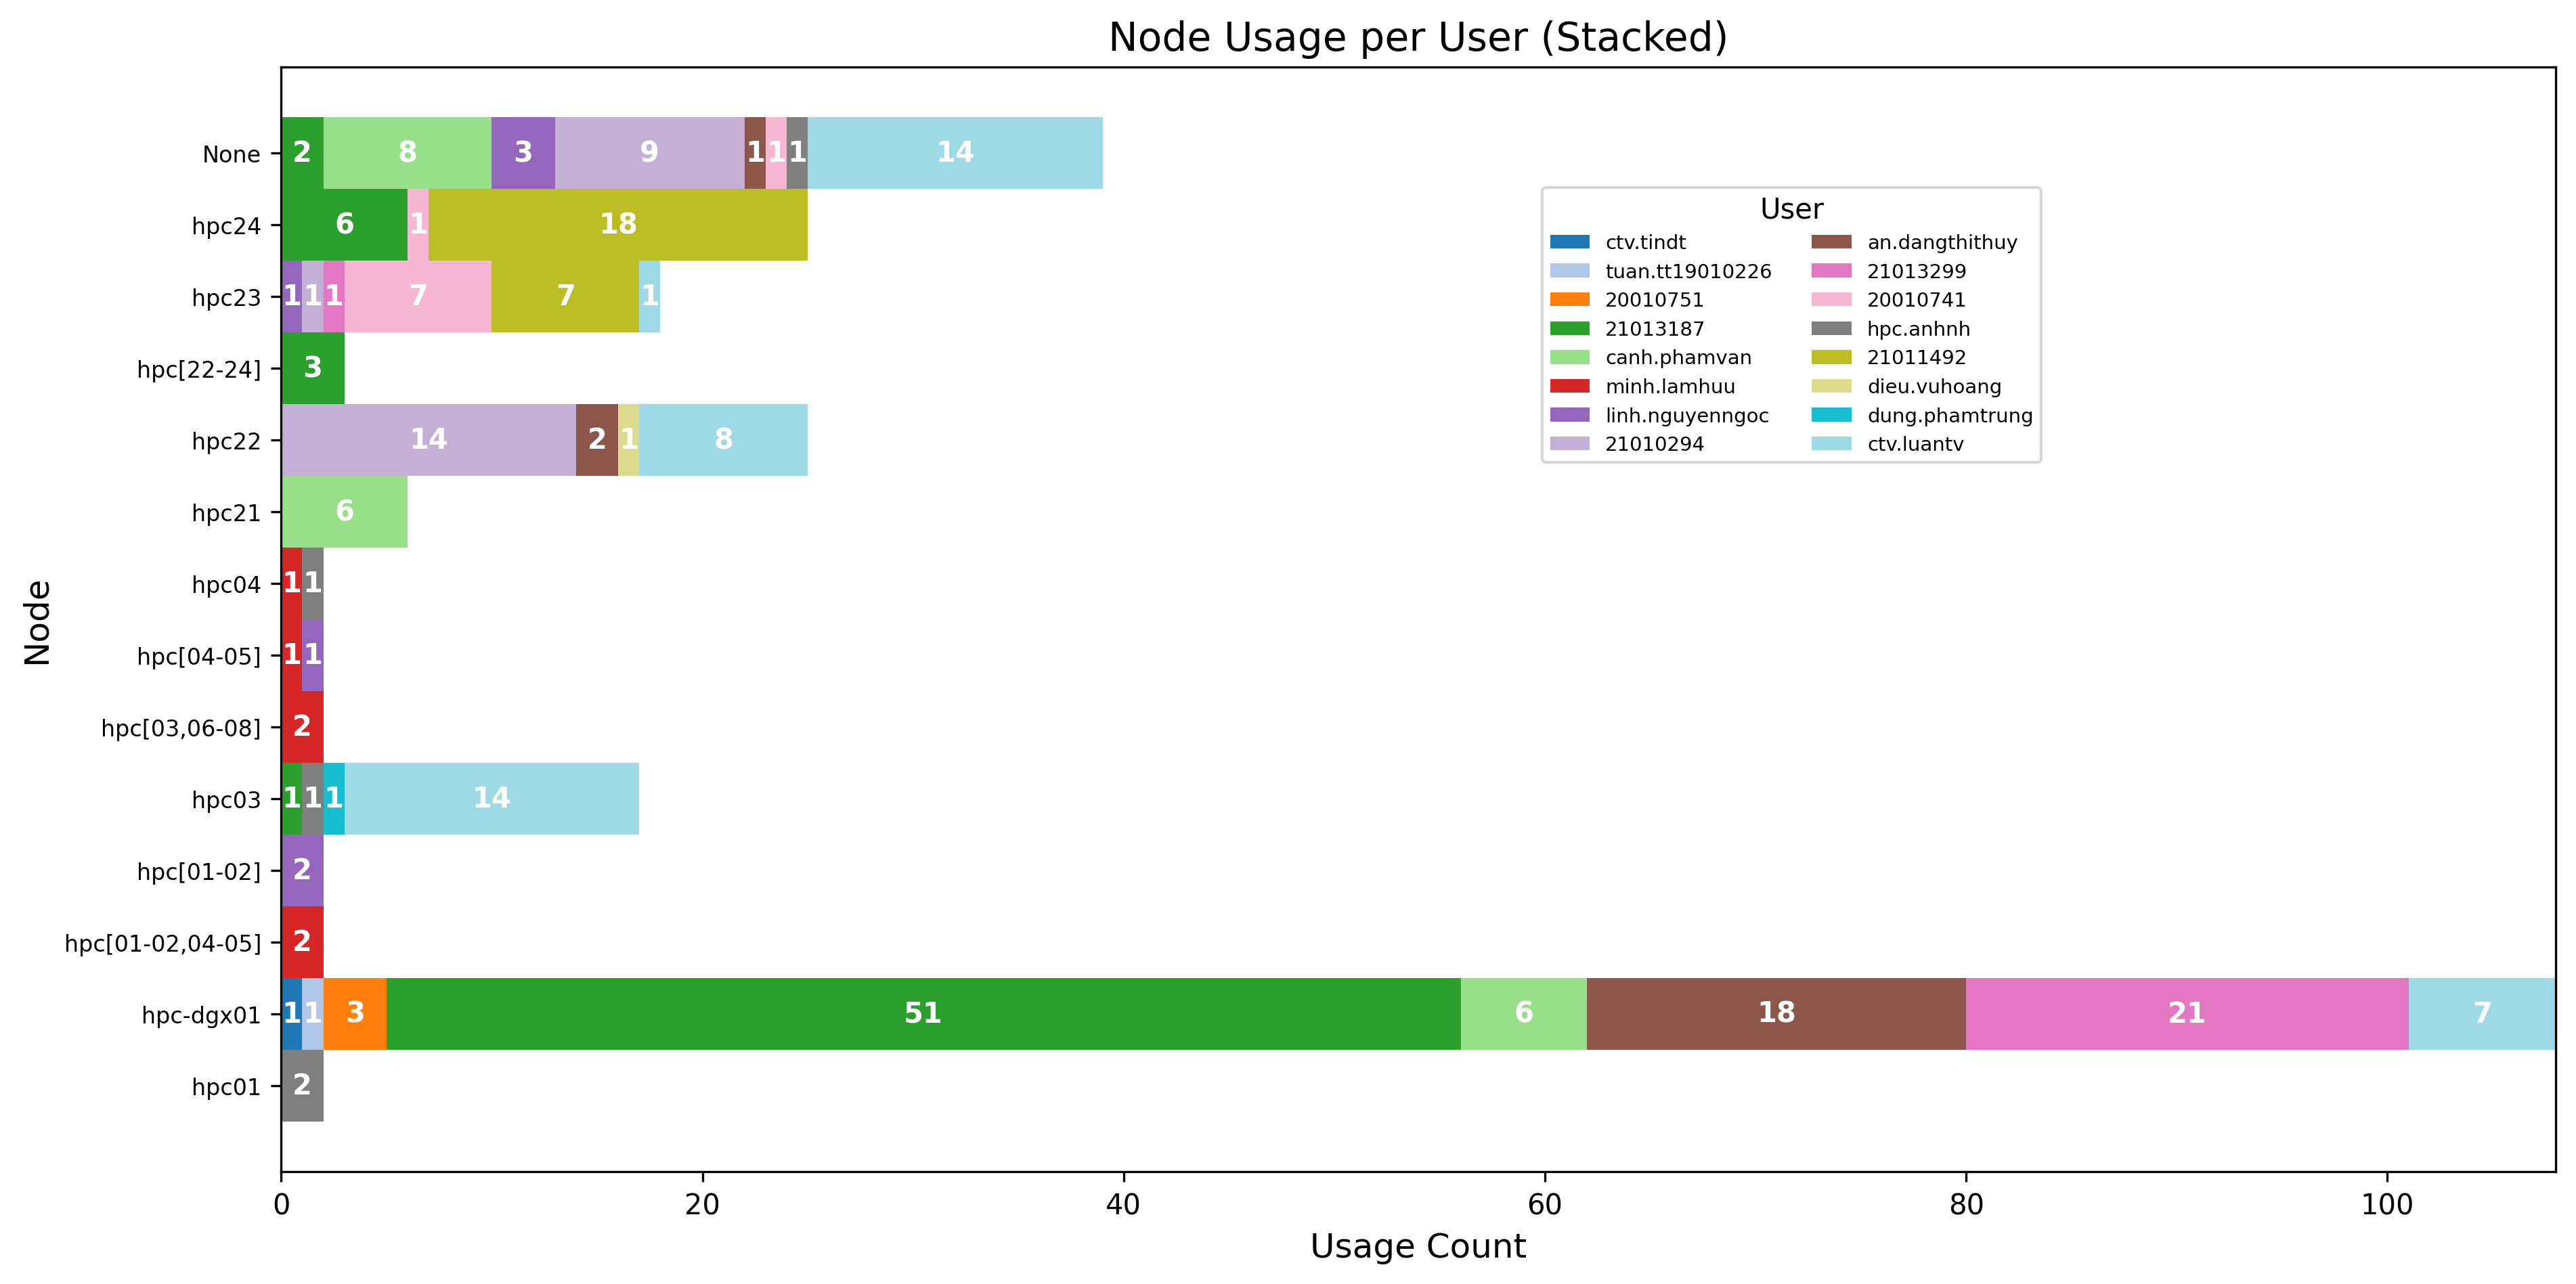 Node Usage per User (Stacked)
None
2 8 3 9 1 1 1 14
hpc24
6 1 18
hpc23
1 1 1 7 7 1
hpc[22-24]
3
hpc22
14 2 1 8
hpc21
6
hpc04
1 1
hpc[04-05]
1 1
hpc[03,06-08]
2
hpc03
1 1 1 14
hpc[01-02]
2
hpc[01-02,04-05]
2
hpc-dgx01
1 1 3 51 6 18 21 7
hpc01
2
Node
0 20 40 60 80 100
Usage Count
User
ctv.tindt
tuan.tt19010226
20010751
21013187
canh.phamvan
minh.lamhuu
linh.nguyenngoc
21010294
an.dangthithuy
21013299
20010741
hpc.anhnh
21011492
dieu.vuhoang
dung.phamtrung
ctv.luantv